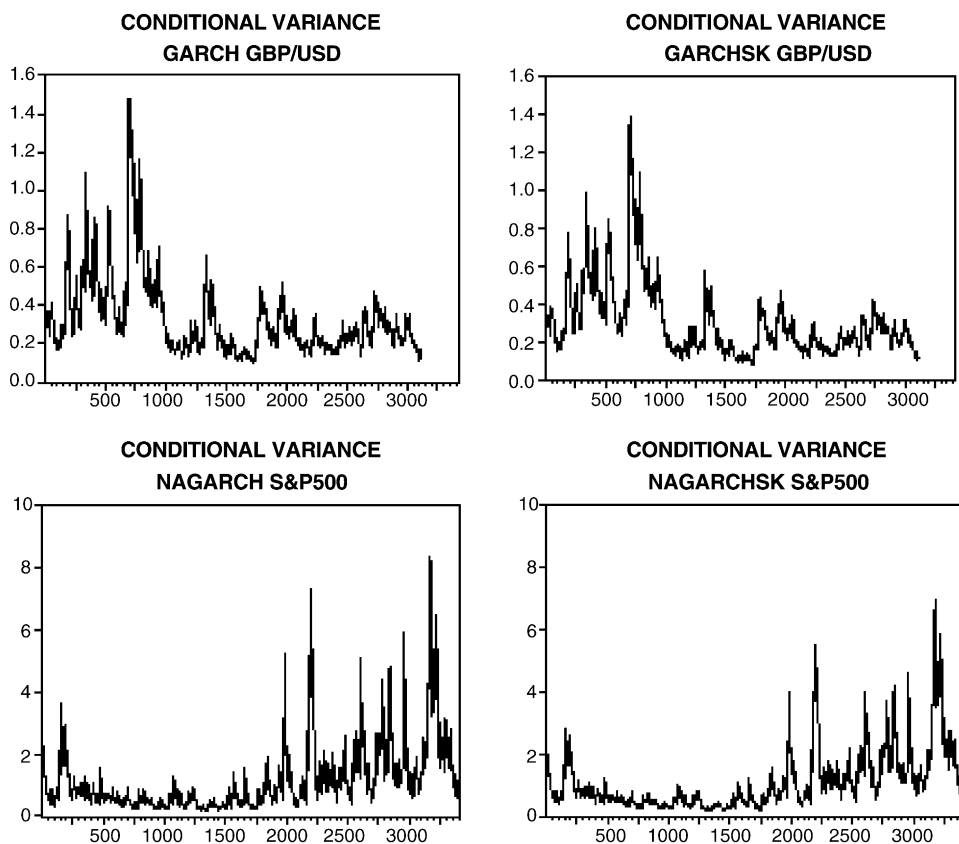 CONDITIONAL VARIANCE
GARCH GBP/USD
1.6
1.4
1.2
1.0
0.8
0.6
0.4
0.2
0.0
500 1000 1500 2000 2500 3000
CONDITIONAL VARIANCE
GARCHSK GBP/USD
1.6
1.4
1.2
1.0
0.8
0.6
0.4
0.2
0.0
500 1000 1500 2000 2500 3000
CONDITIONAL VARIANCE
NAGARCH S&P500
10
8
6
4
2
0
500 1000 1500 2000 2500 3000
CONDITIONAL VARIANCE
NAGARCHSK S&P500
10
8
6
4
2
0
500 1000 1500 2000 2500 3000